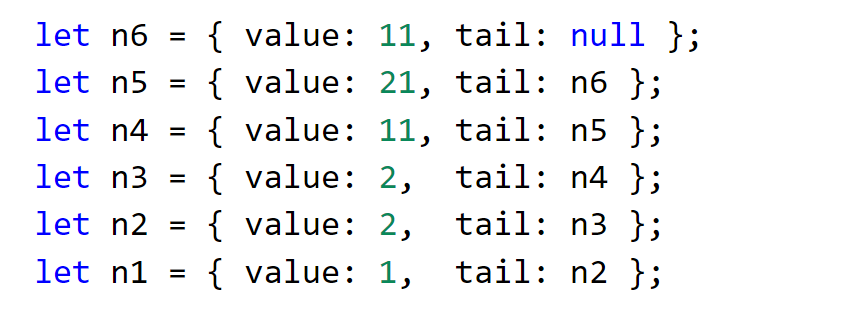 let n6 = { value: 11, tail: null };
let n5 = { value: 21, tail: n6 };
let n4 = { value: 11, tail: n5 };
let n3 = { value: 2,  tail: n4 };
let n2 = { value: 2,  tail: n3 };
let n1 = { value: 1,  tail: n2 };